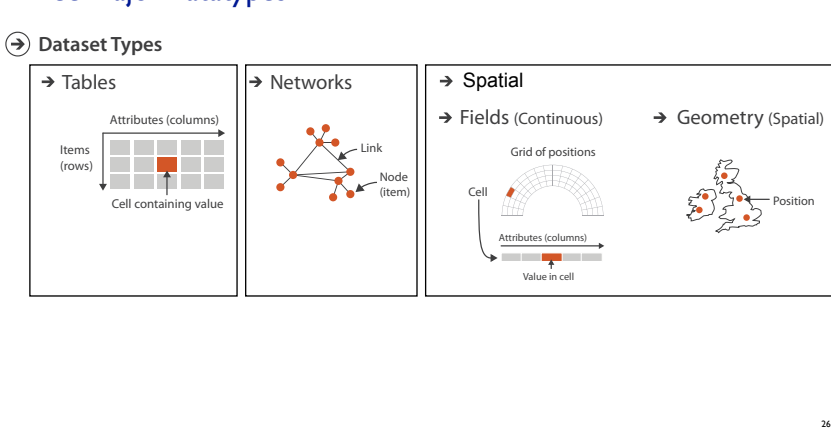 Dataset Types
Tables
Attributes (columns)
Items
(rows)
Cell containing value
Networks
Link
Node
(item)
Spatial
Fields (Continuous)
Grid of positions
Cell
Attributes (columns)
Value in cell
Geometry (Spatial)
Position
26